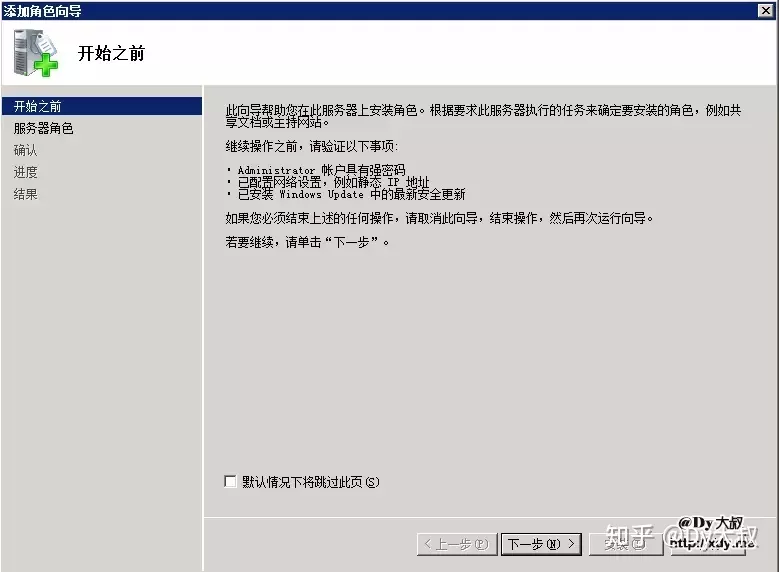 添加角色向导
开始之前
开始之前
服务器角色
确认
进度
结果
此向导帮助您在此服务器上安装角色。根据要求此服务器执行的任务来确定要安装的角色，例如共
享文档或主持网站。
继续操作之前，请验证以下事项:
· Administrator 帐户具有强密码
· 已配置网络设置，例如静态 IP 地址
· 已安装 Windows Update 中的最新安全更新
如果您必须结束上述的任何操作，请取消此向导，结束操作，然后再次运行向导。
若要继续，请单击“下一步”。
默认情况下将跳过此页(S)
@Dy大叔
< 上一步(P)
下一步(N) >
安装(I)
知乎 @DY大叔
http://xdy.me